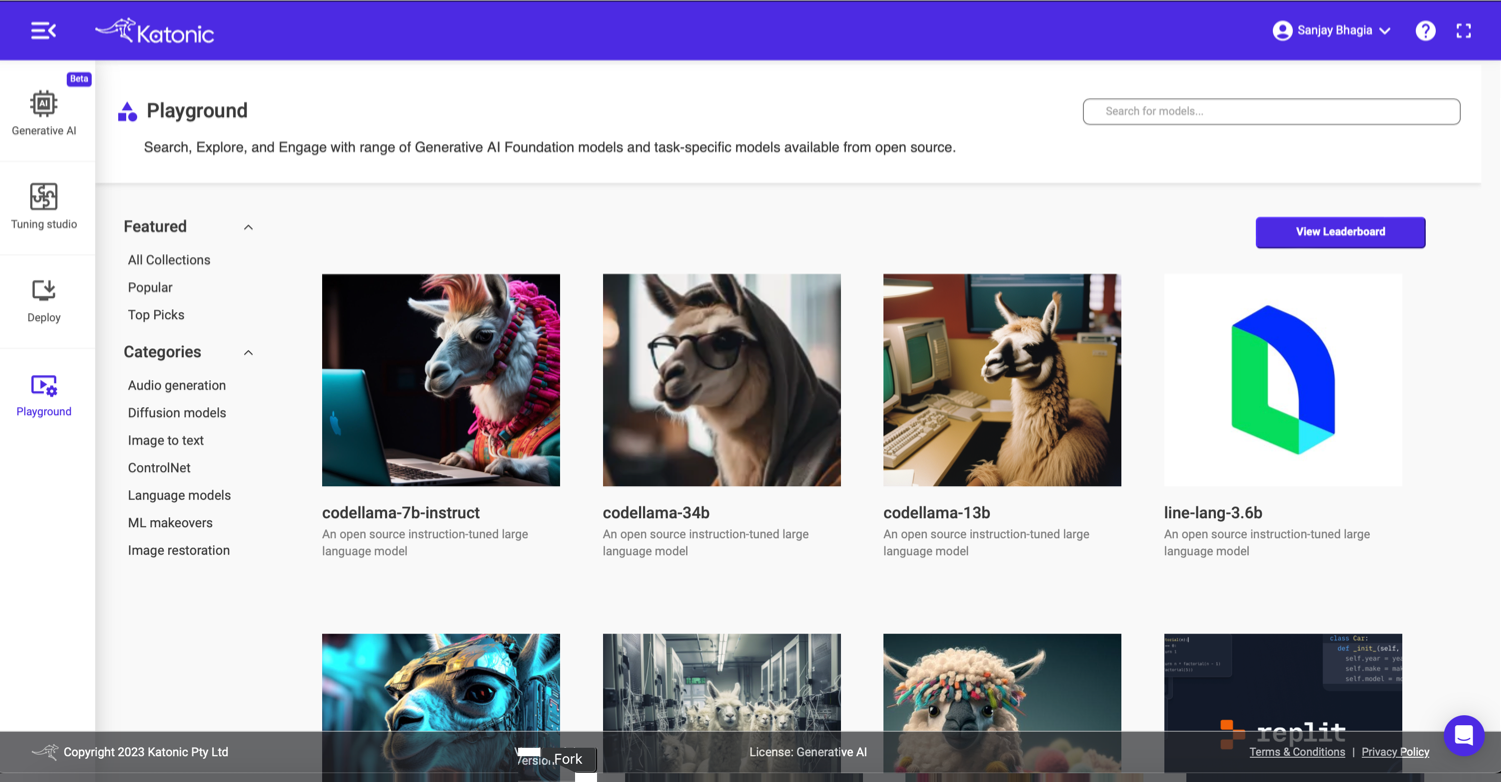 Katonic
Sanjay Bhagia
Beta
Generative AI
Tuning studio
Deploy
Playground
Playground
Search for models...
Search, Explore, and Engage with range of Generative AI Foundation models and task-specific models available from open source.
Featured
All Collections
Popular
Top Picks
Categories
Audio generation
Diffusion models
Image to text
ControlNet
Language models
ML makeovers
Image restoration
View Leaderboard
codellama-7b-instruct
An open source instruction-tuned large
language model
codellama-34b
An open source instruction-tuned large
language model
codellama-13b
An open source instruction-tuned large
language model
line-lang-3.6b
An open source instruction-tuned large
language model
class Car:
def __init__(self,
self.year = ye
self.make = ma
self.model = m
replit
Copyright 2023 Katonic Pty Ltd
Version
Fork
License: Generative AI
Terms & Conditions | Privacy Policy